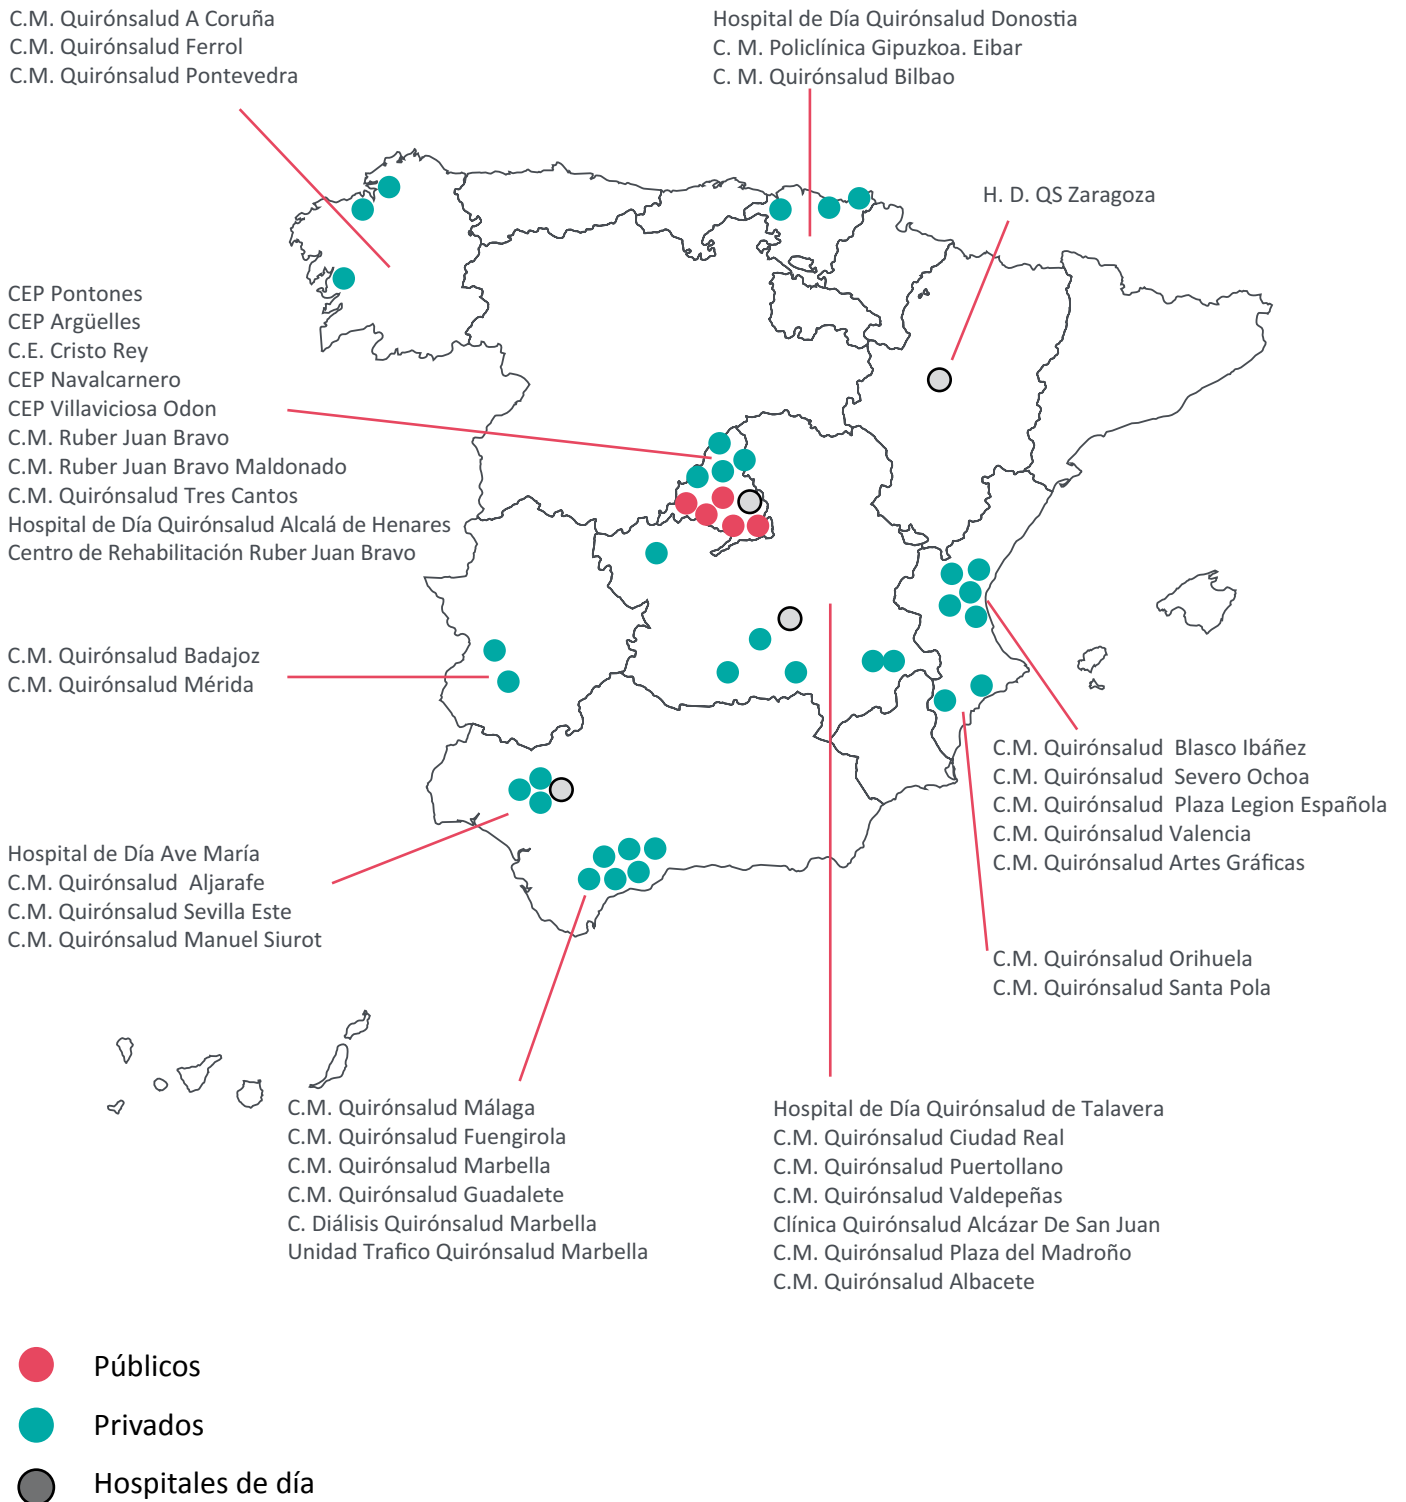 C.M. Quirónsalud A Coruña
C.M. Quirónsalud Ferrol
C.M. Quirónsalud Pontevedra
Hospital de Día Quirónsalud Donostia
C. M. Policlínica Gipuzkoa. Eibar
C. M. Quirónsalud Bilbao
H. D. QS Zaragoza
CEP Pontones
CEP Argüelles
C.E. Cristo Rey
CEP Navalcarnero
CEP Villaviciosa Odon
C.M. Ruber Juan Bravo
C.M. Ruber Juan Bravo Maldonado
C.M. Quirónsalud Tres Cantos
Hospital de Día Quirónsalud Alcalá de Henares
Centro de Rehabilitación Ruber Juan Bravo
C.M. Quirónsalud Badajoz
C.M. Quirónsalud Mérida
C.M. Quirónsalud  Blasco Ibáñez
C.M. Quirónsalud  Severo Ochoa
C.M. Quirónsalud  Plaza Legion Española
C.M. Quirónsalud Valencia
C.M. Quirónsalud Artes Gráficas
Hospital de Día Ave María
C.M. Quirónsalud  Aljarafe
C.M. Quirónsalud Sevilla Este
C.M. Quirónsalud Manuel Siurot
C.M. Quirónsalud Orihuela
C.M. Quirónsalud Santa Pola
C.M. Quirónsalud Málaga
C.M. Quirónsalud Fuengirola
C.M. Quirónsalud Marbella
C.M. Quirónsalud Guadalete
C. Diálisis Quirónsalud Marbella
Unidad Trafico Quirónsalud Marbella
Hospital de Día Quirónsalud de Talavera
C.M. Quirónsalud Ciudad Real
C.M. Quirónsalud Puertollano
C.M. Quirónsalud Valdepeñas
Clínica Quirónsalud Alcázar De San Juan
C.M. Quirónsalud Plaza del Madroño
C.M. Quirónsalud Albacete
Públicos
Privados
Hospitales de día